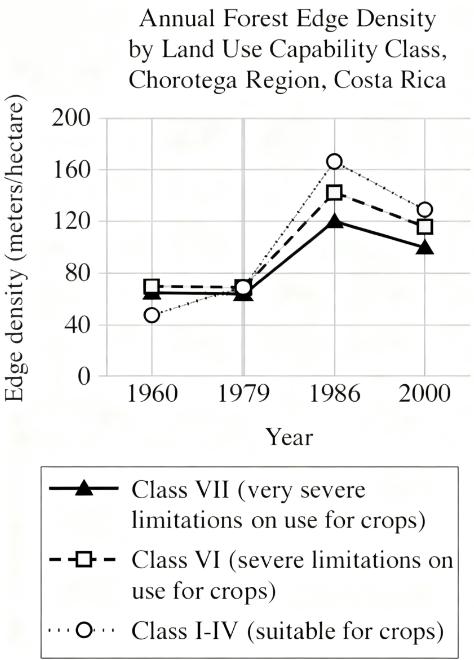 Annual Forest Edge Density
by Land Use Capability Class,
Chorotega Region, Costa Rica
Edge density (meters/hectare)
200
160
120
80
40
0
1960 1979 1986 2000
Year
Class VII (very severe
limitations on use for crops)
Class VI (severe limitations on
use for crops)
Class I-IV (suitable for crops)